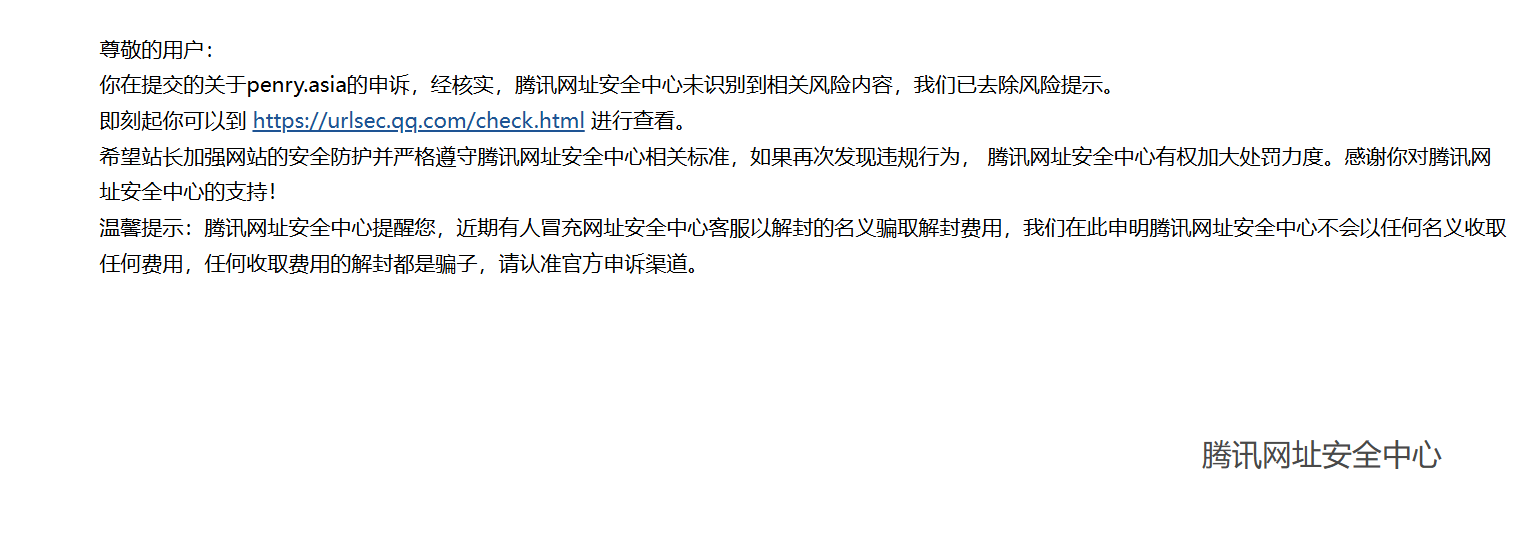 尊敬的用户：
你在提交的关于penry.asia的申诉，经核实，腾讯网址安全中心未识别到相关风险内容，我们已去除风险提示。
即刻起你可以到 https://urlsec.qq.com/check.html 进行查看。
希望站长加强网站的安全防护并严格遵守腾讯网址安全中心相关标准，如果再次发现违规行为， 腾讯网址安全中心有权加大处罚力度。感谢你对腾讯网
址安全中心的支持！
温馨提示：腾讯网址安全中心提醒您，近期有人冒充网址安全中心客服以解封的名义骗取解封费用，我们在此申明腾讯网址安全中心不会以任何名义收取
任何费用，任何收取费用的解封都是骗子，请认准官方申诉渠道。
腾讯网址安全中心